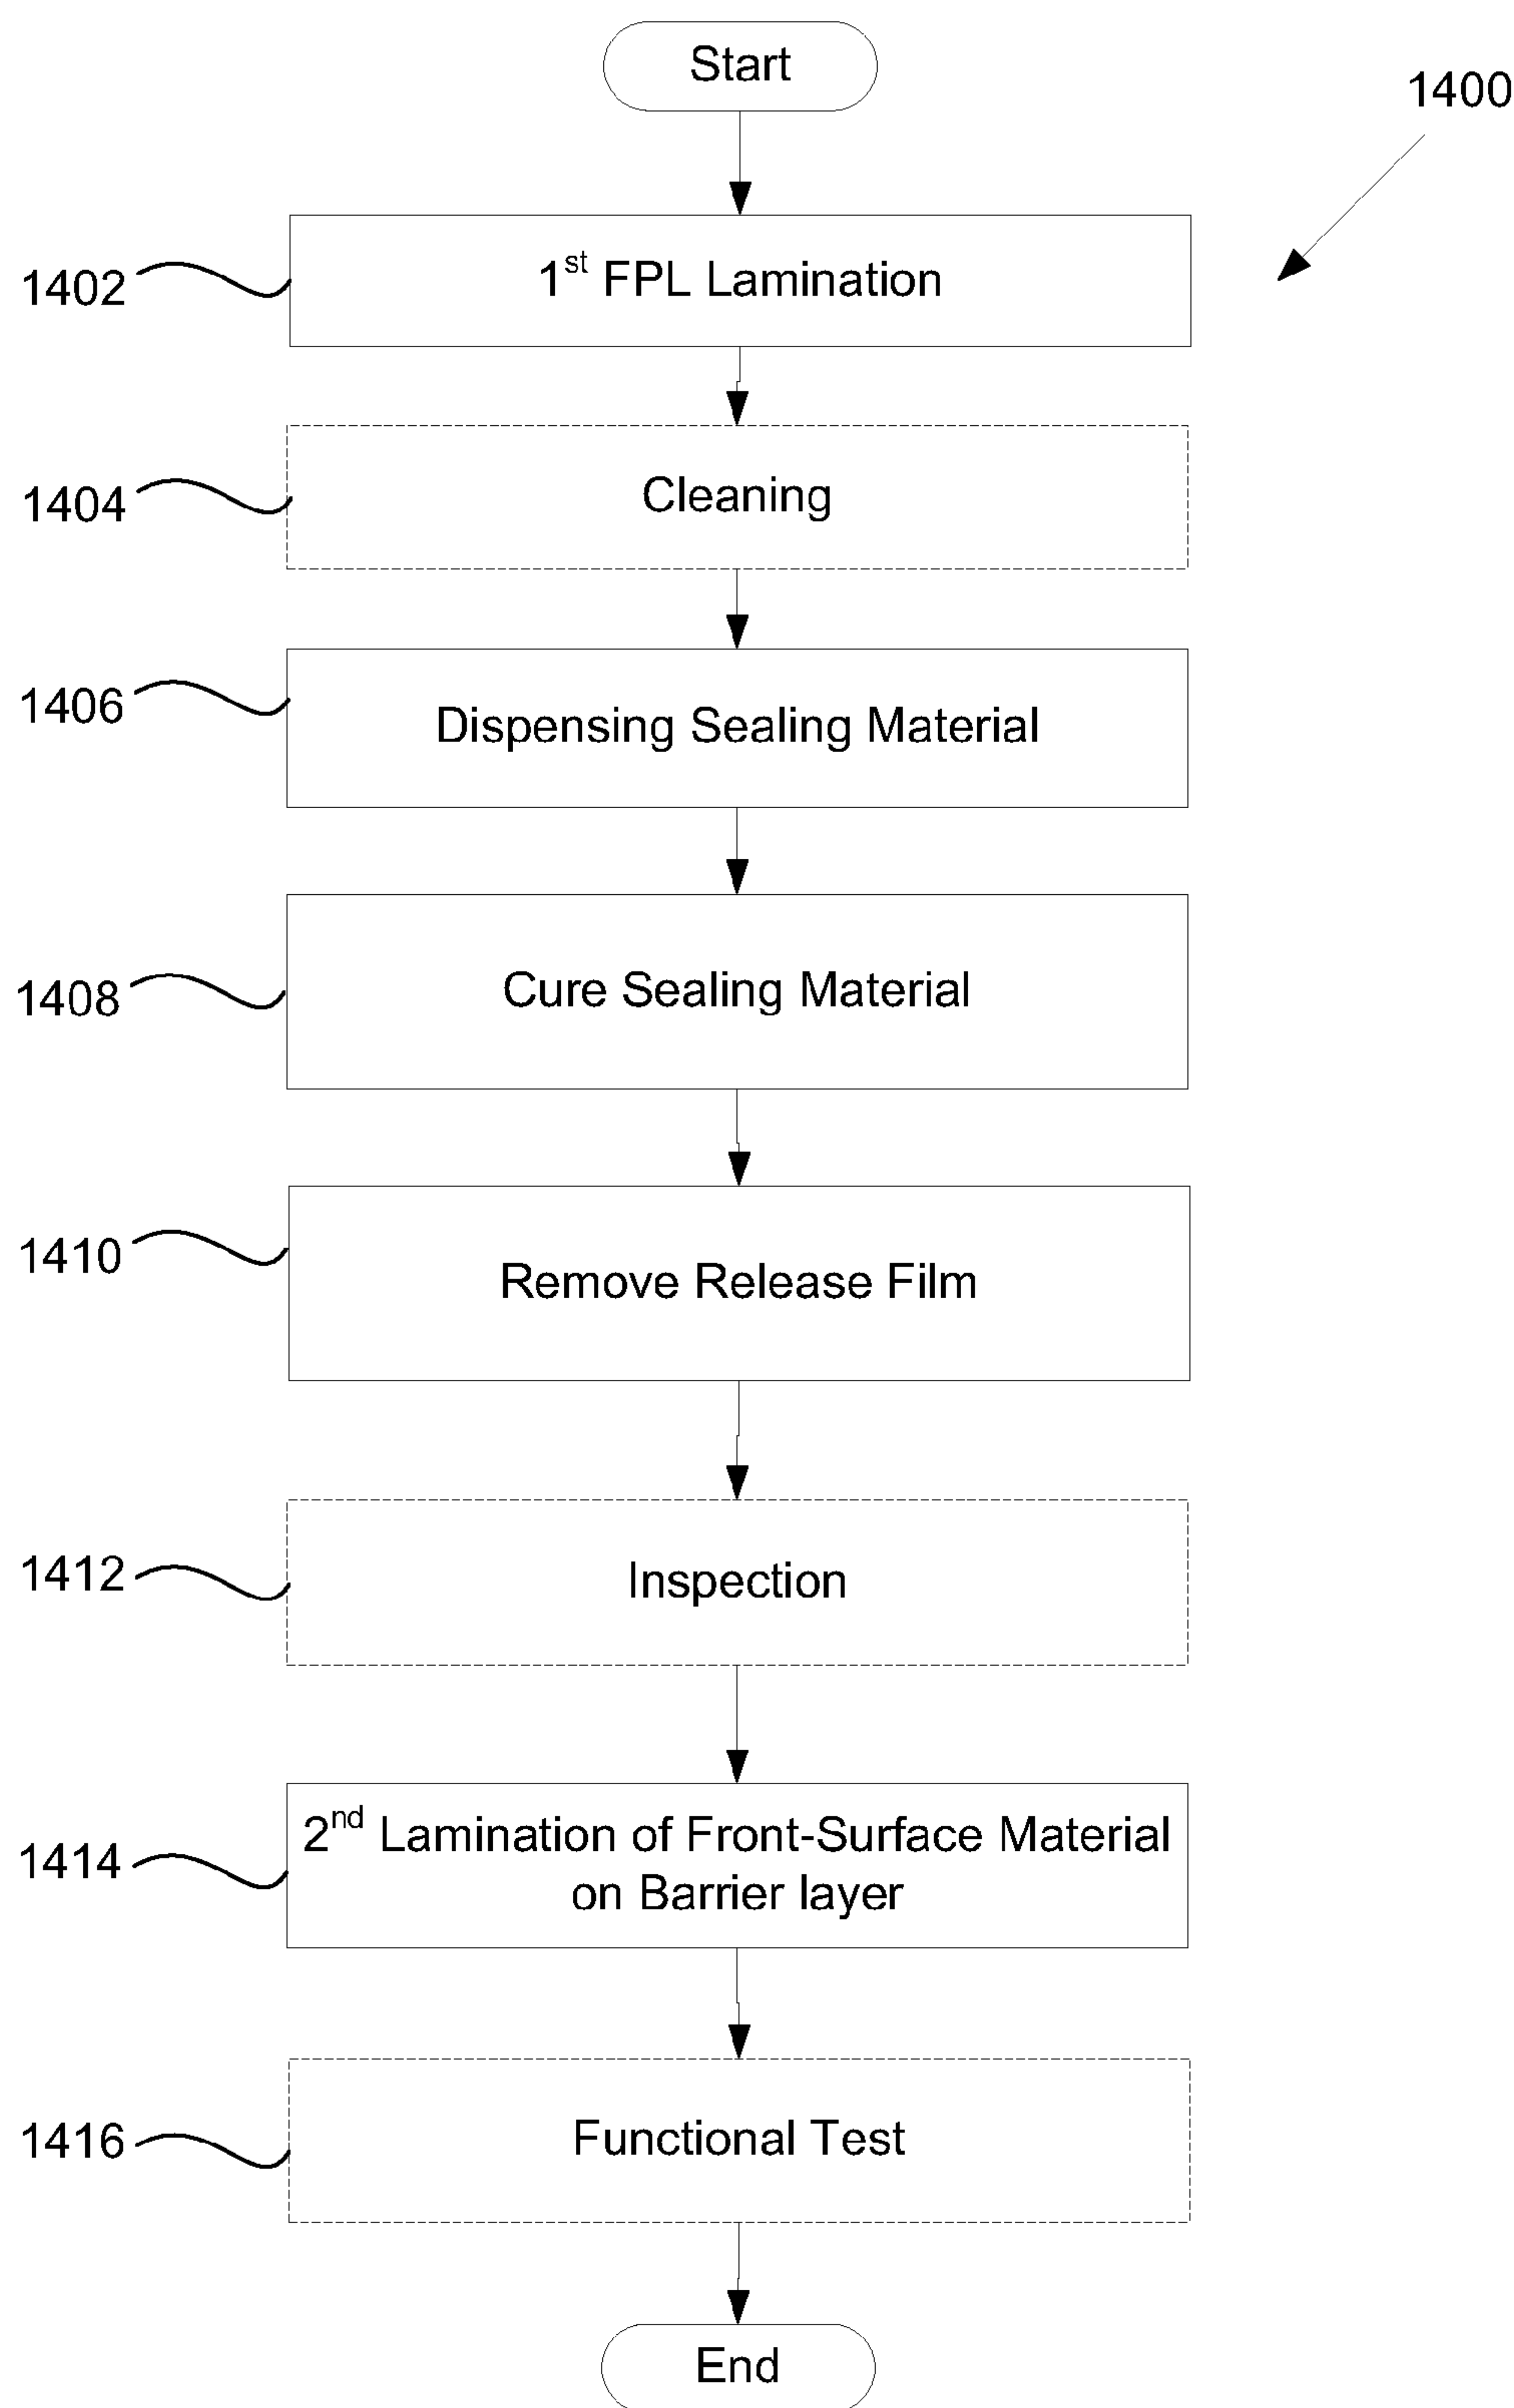 Start
1400
1402
1st FPL Lamination
1404
Cleaning
1406
Dispensing Sealing Material
1408
Cure Sealing Material
1410
Remove Release Film
1412
Inspection
1414
2nd Lamination of Front-Surface Material
on Barrier layer
1416
Functional Test
End